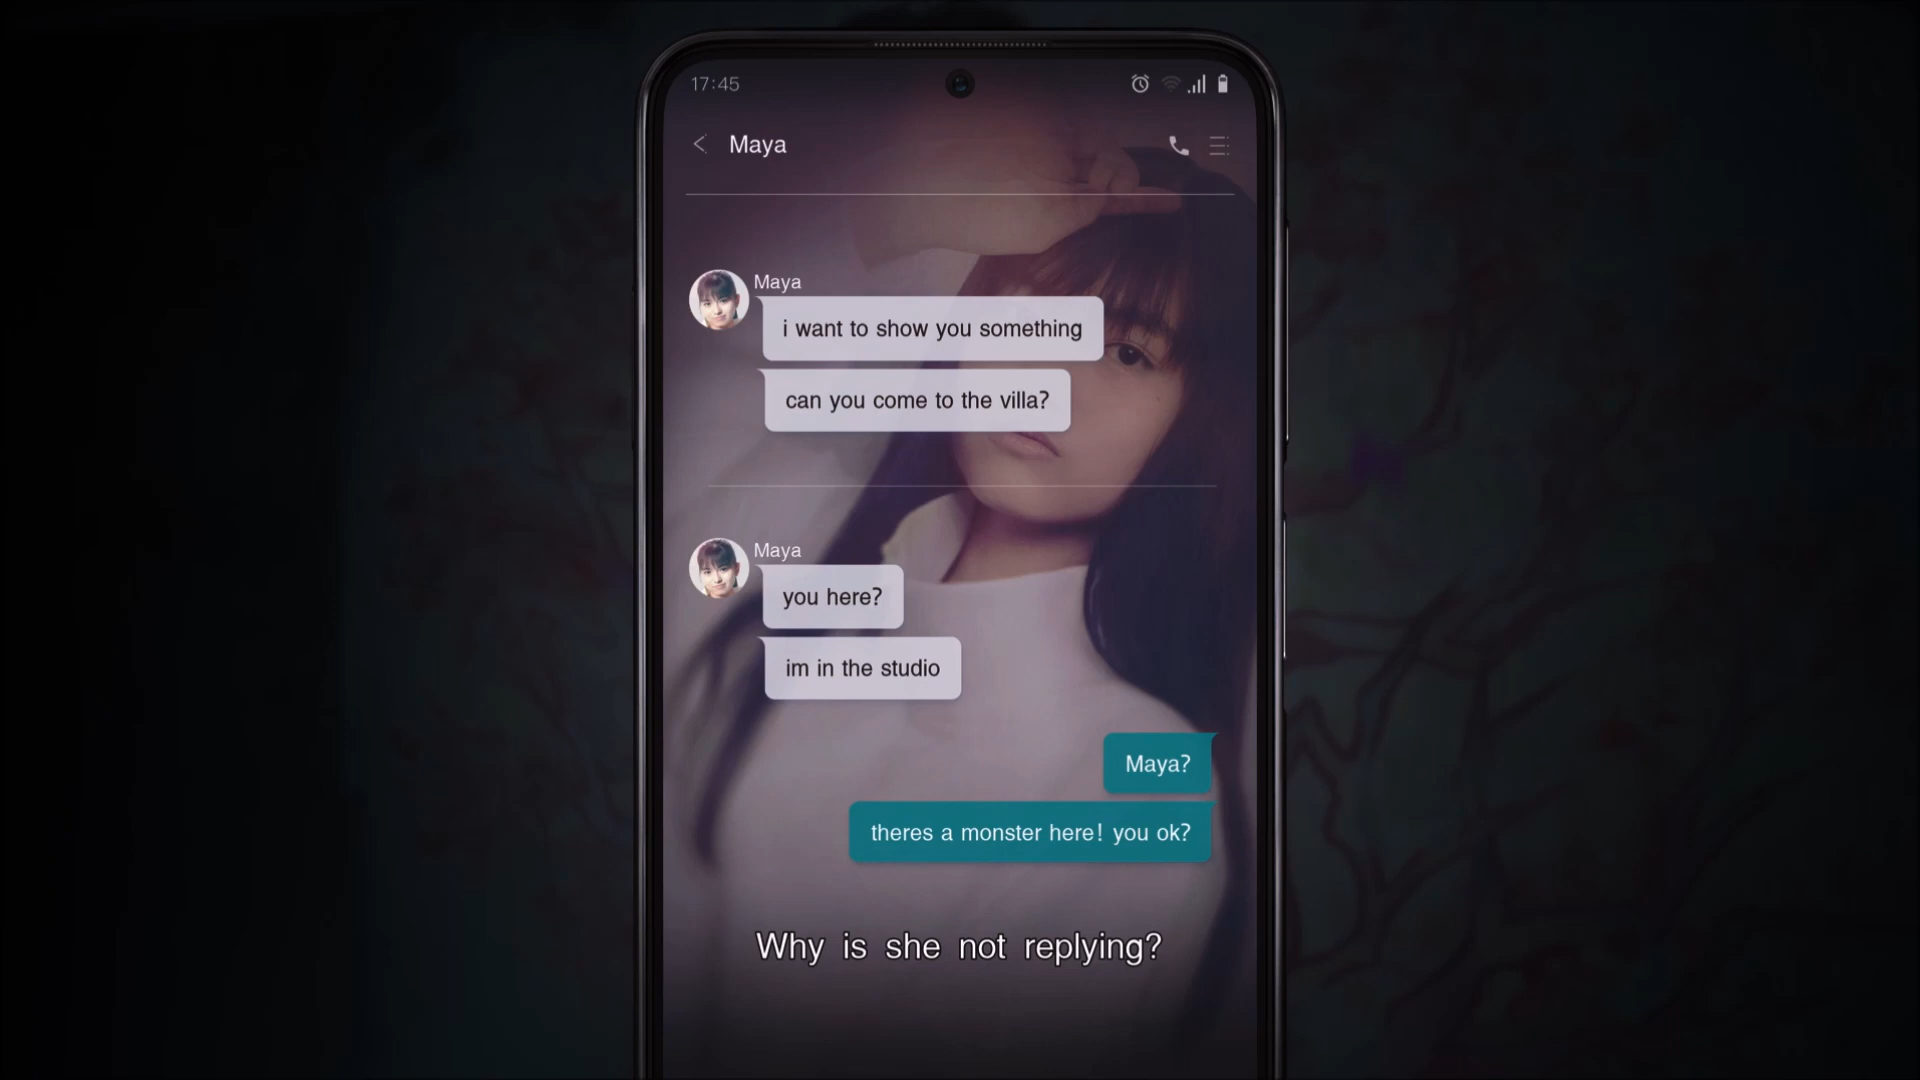 17:45
Maya
Maya
i want to show you something
can you come to the villa?
Maya
you here?
im in the studio
Maya?
theres a monster here! you ok?
Why is she not replying?